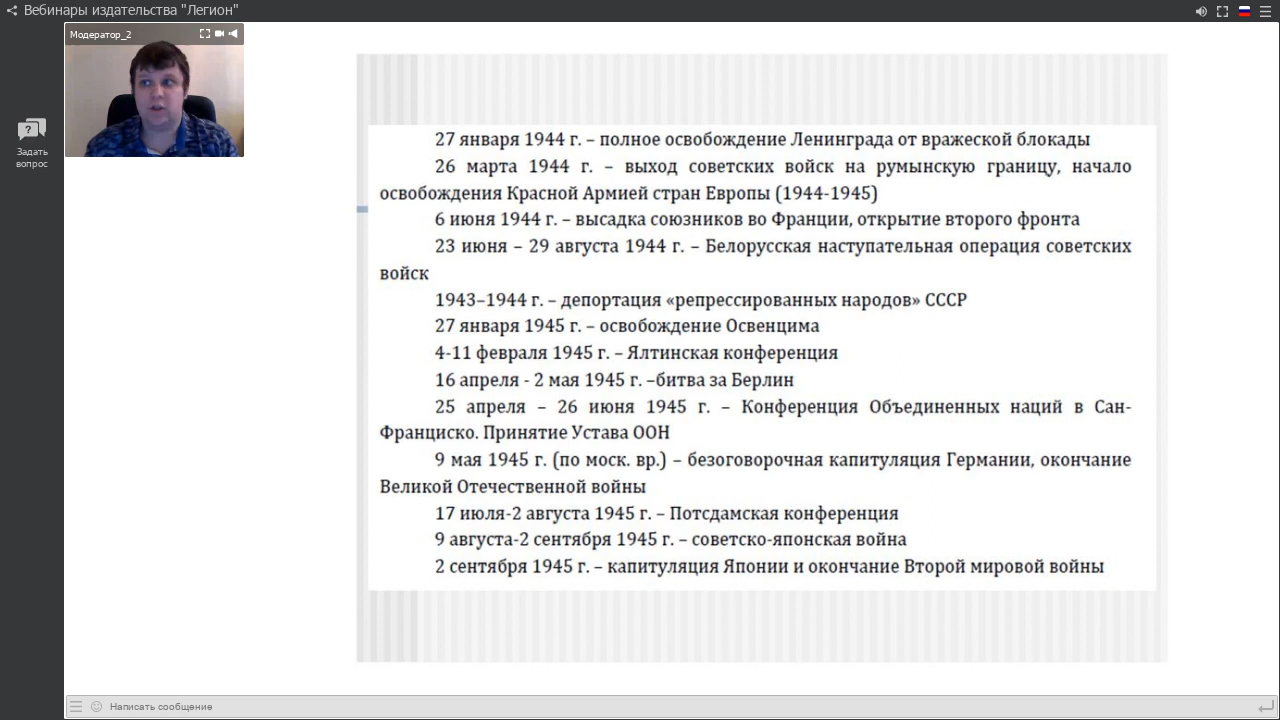 Вебинары издательства "Легион"
Модератор_2
Задать
вопрос
27 января 1944 г. – полное освобождение Ленинграда от вражеской блокады
26 марта 1944 г. – выход советских войск на румынскую границу, начало
освобождения Красной Армией стран Европы (1944-1945)
6 июня 1944 г. – высадка союзников во Франции, открытие второго фронта
23 июня – 29 августа 1944 г. – Белорусская наступательная операция советских
войск
1943–1944 г. – депортация «репрессированных народов» СССР
27 января 1945 г. – освобождение Освенцима
4-11 февраля 1945 г. – Ялтинская конференция
16 апреля - 2 мая 1945 г. –битва за Берлин
25 апреля – 26 июня 1945 г. – Конференция Объединенных наций в Сан-
Франциско. Принятие Устава ООН
9 мая 1945 г. (по моск. вр.) – безоговорочная капитуляция Германии, окончание
Великой Отечественной войны
17 июля-2 августа 1945 г. – Потсдамская конференция
9 августа-2 сентября 1945 г. – советско-японская война
2 сентября 1945 г. – капитуляция Японии и окончание Второй мировой войны
Написать сообщение